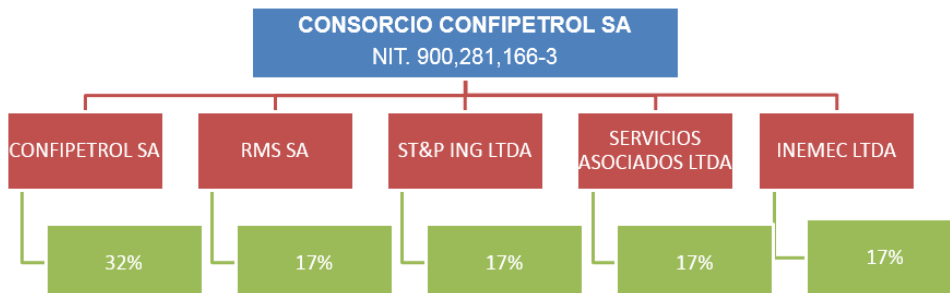 CONSORCIO CONFIPETROL SA
NIT. 900,281,166-3
CONFIPETROL SA
RMS SA
ST&P ING LTDA
SERVICIOS
ASOCIADOS LTDA
INEMEC LTDA
32%
17%
17%
17%
17%